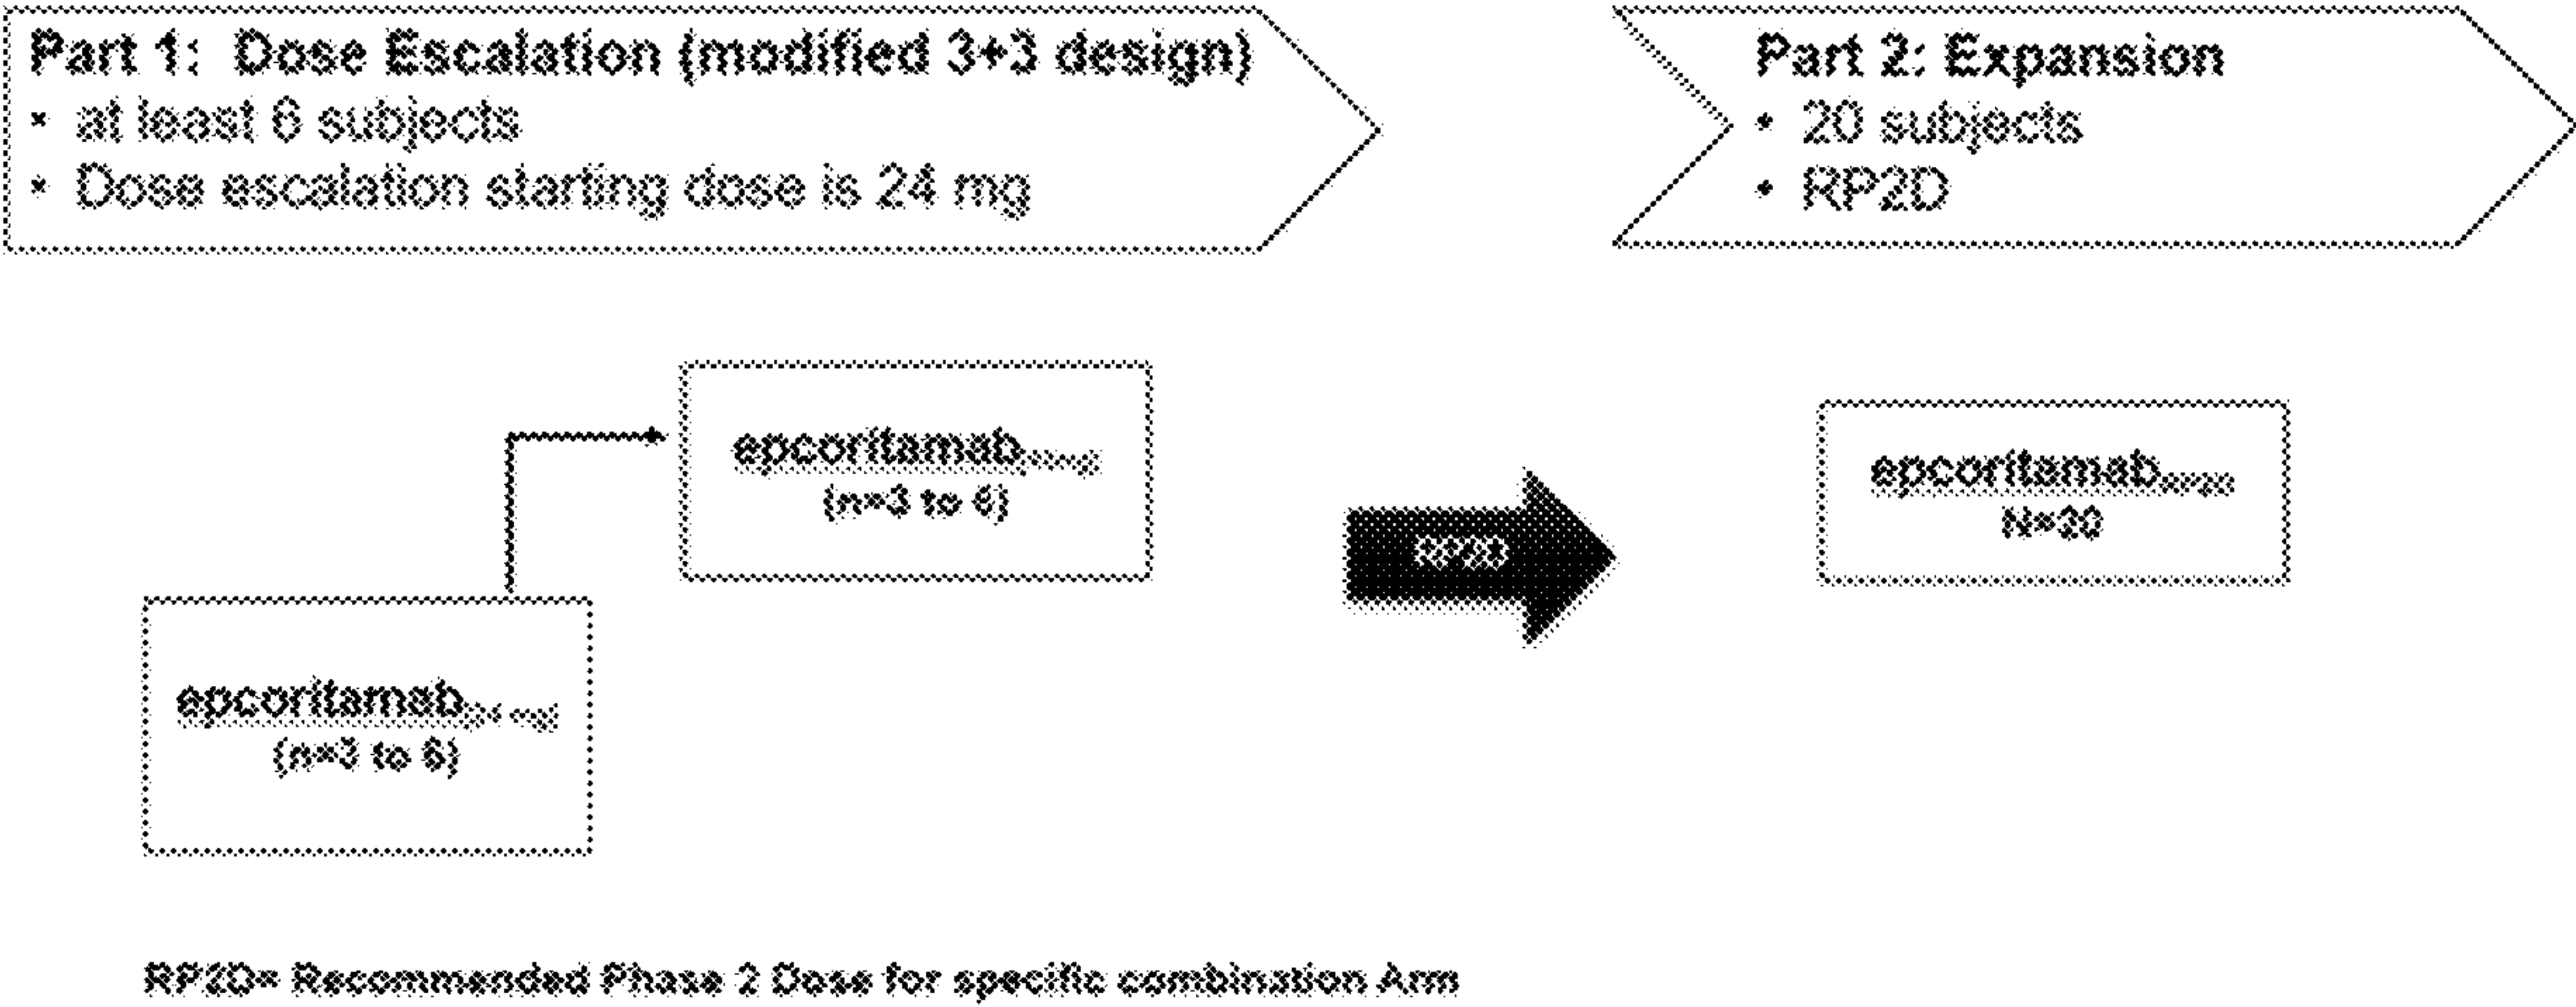 Part 1: Dose Escalation (modified 3+3 design)
• at least 6 subjects
• Dose escalation starting dose is 24 mg
Part 2: Expansion
• 20 subjects
• RP2D
epcoritamab
(n=3 to 6)
epcoritamab
N=20
epcoritamab 24 mg
(n=3 to 6)
RP2D= Recommended Phase 2 Dose for specific combination Arm